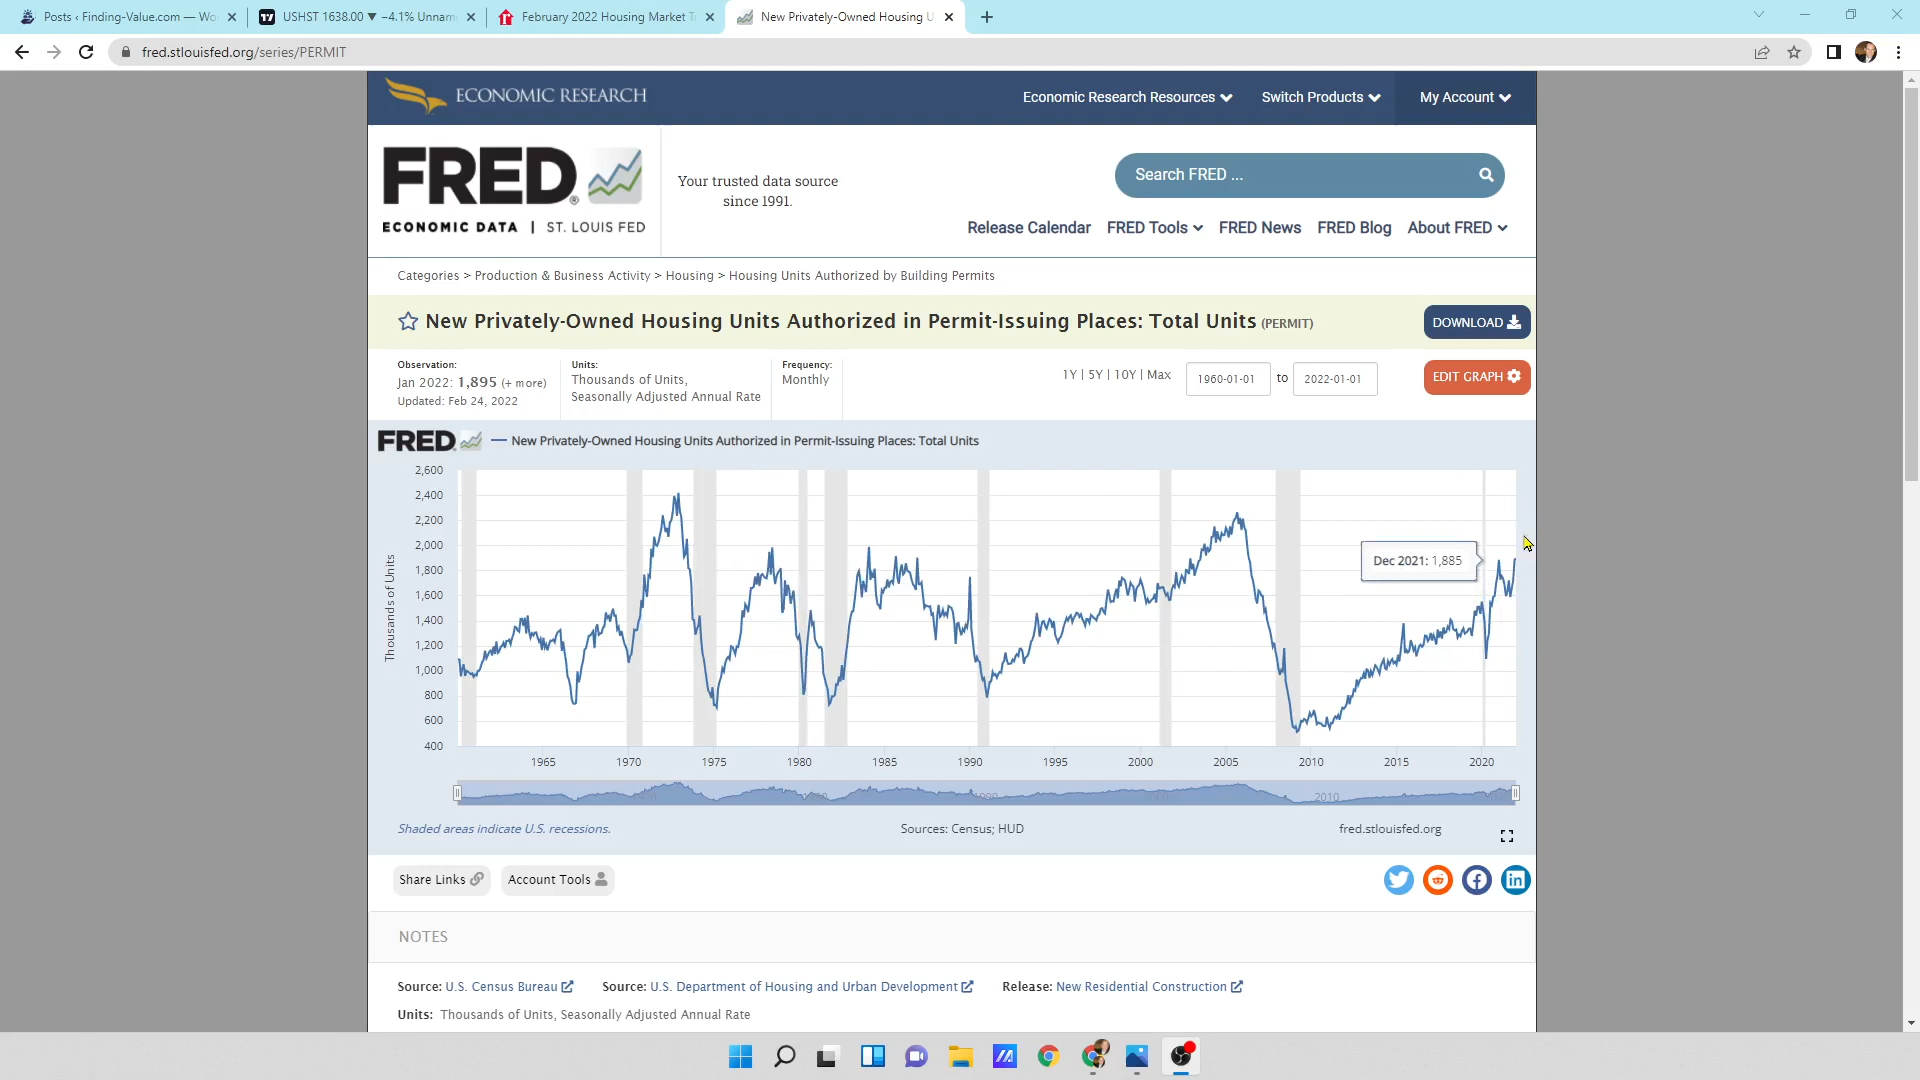 Posts ‹ Finding-Value.com — Wo
USHST 1638.00 ▼ −4.1% Unnam
February 2022 Housing Market T
New Privately-Owned Housing U
fred.stlouisfed.org/series/PERMIT
ECONOMIC RESEARCH
Economic Research Resources
Switch Products
My Account
FRED®
ECONOMIC DATA | ST. LOUIS FED
Your trusted data source
since 1991.
Search FRED ...
Release Calendar
FRED Tools
FRED News
FRED Blog
About FRED
Categories > Production & Business Activity > Housing > Housing Units Authorized by Building Permits
New Privately-Owned Housing Units Authorized in Permit-Issuing Places: Total Units (PERMIT)
DOWNLOAD
Observation:
Jan 2022: 1,895 (+ more)
Updated: Feb 24, 2022
Units:
Thousands of Units,
Seasonally Adjusted Annual Rate
Frequency:
Monthly
1Y | 5Y | 10Y | Max
1960-01-01 to 2022-01-01
EDIT GRAPH
FRED
New Privately-Owned Housing Units Authorized in Permit-Issuing Places: Total Units
Thousands of Units
2,600
2,400
2,200
2,000
1,800
1,600
1,400
1,200
1,000
800
600
400
Dec 2021: 1,885
1965 1970 1975 1980 1985 1990 1995 2000 2005 2010 2015 2020
1990 2010
Shaded areas indicate U.S. recessions.
Sources: Census; HUD
fred.stlouisfed.org
Share Links
Account Tools
NOTES
Source: U.S. Census Bureau
Source: U.S. Department of Housing and Urban Development
Release: New Residential Construction
Units: Thousands of Units, Seasonally Adjusted Annual Rate